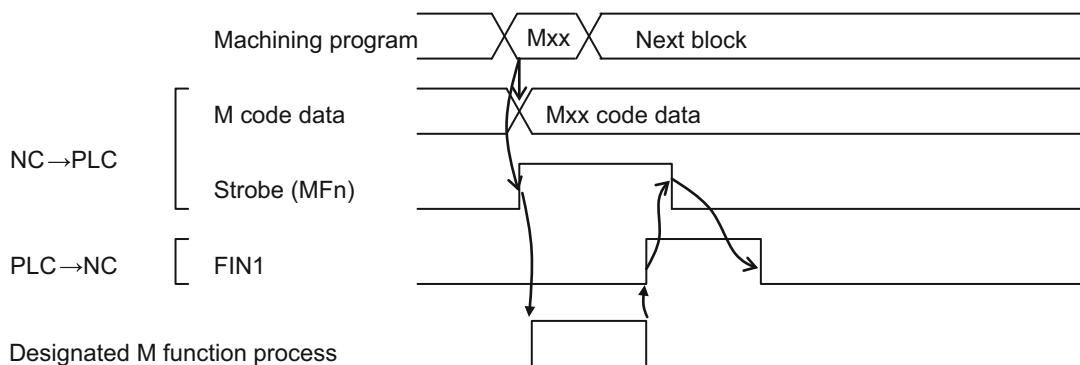 Machining program
Mxx
Next block
M code data
Mxx code data
NC→PLC
Strobe (MFn)
PLC→NC
FIN1
Designated M function process